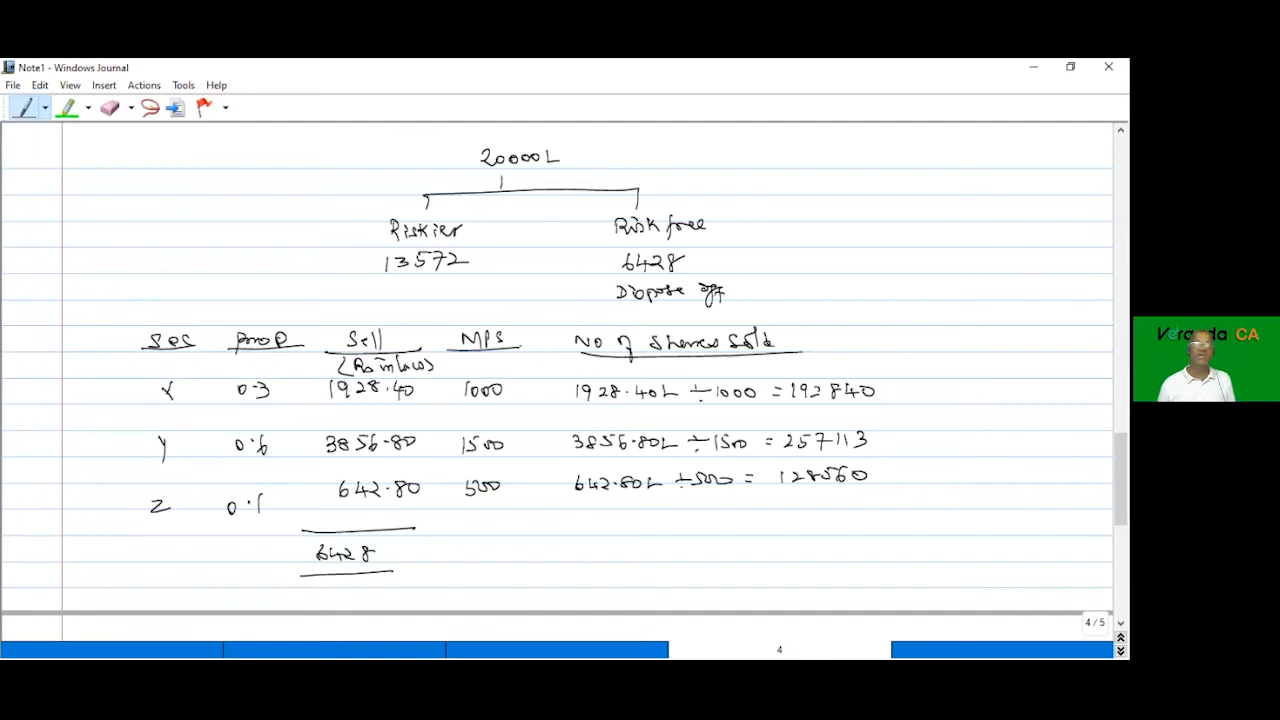 Note1 - Windows Journal
File Edit View Insert Actions Tools Help
20000L
Riskier Risk free
13572 6428
Dispose off
Sec prop Sell MPS No of Shares Sold
(Rs in lacs)
X 0.3 1928.40 1000 1928.40L ÷1000 = 192840
Y 0.6 3856.80 1500 3856.80L ÷1500 = 257113
Z 0.1 642.80 500 642.80L ÷500 = 128560
6428
4 / 5
4
Veranda CA